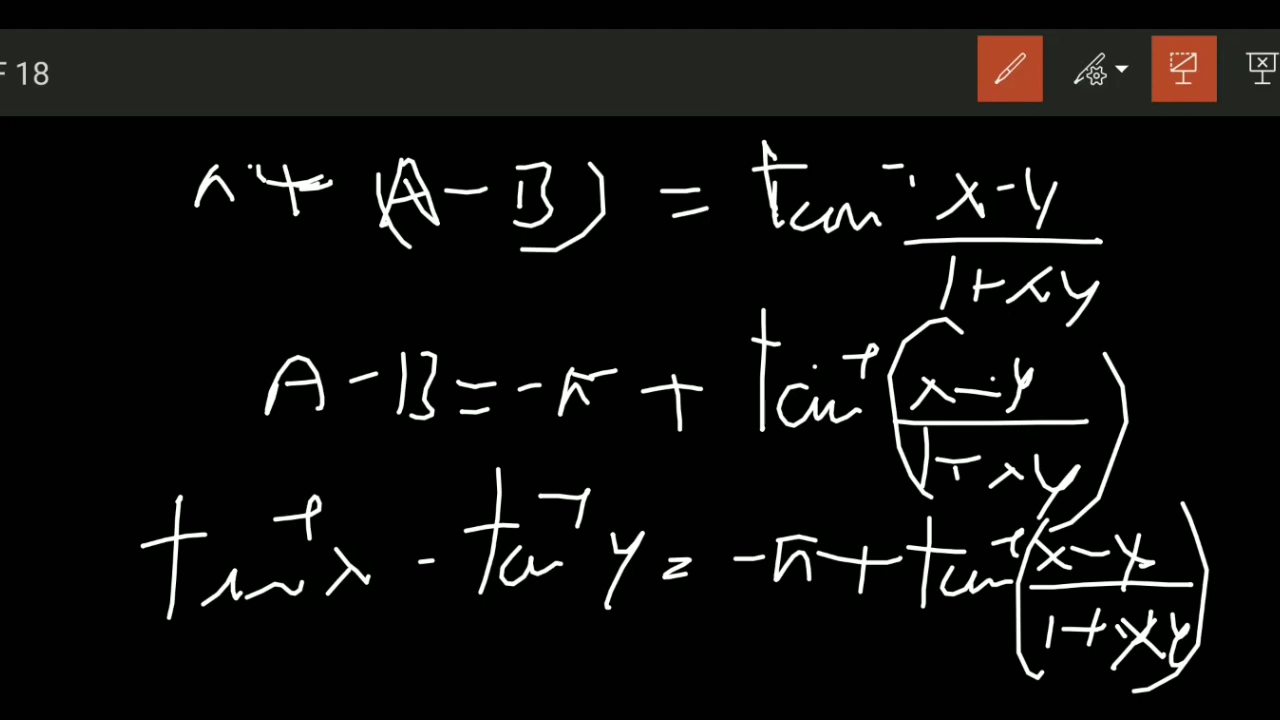 F 18
π + (A - B) = tan⁻¹ x-y / 1+xy
A - B = -π + tan⁻¹ (x-y / 1+xy)
tan⁻¹x - tan⁻¹y = -π + tan⁻¹ (x-y / 1+xy)